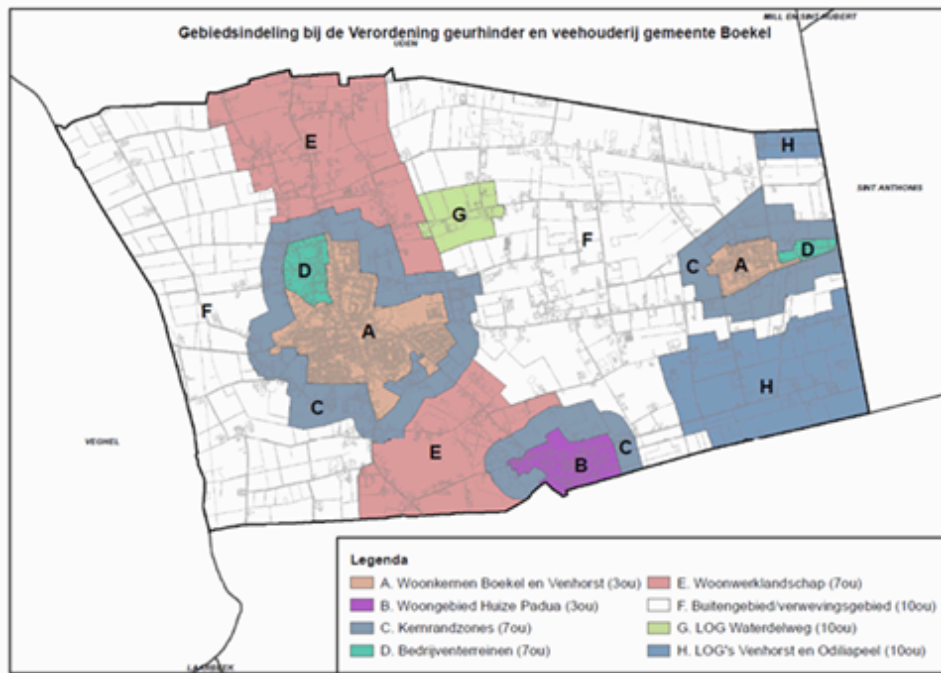 MILL EN SINT HUBERT
Gebiedsindeling bij de Verordening geurhinder en veehouderij gemeente Boekel
UDEN
E
H
SINT ANTHONIS
G
F
D
C
A
D
F
A
H
C
VEGHEL
E
B
C
Legenda
A. Woonkernen Boekel en Venhorst (3ou)
E. Woonwerklandschap (7ou)
B. Woongebied Huize Padua (3ou)
F. Buitengebied/verwevingsgebied (10ou)
C. Kernrandzones (7ou)
G. LOG Waterdelweg (10ou)
D. Bedrijventerreinen (7ou)
H. LOG's Venhorst en Odiliapeel (10ou)
LAARBEEK